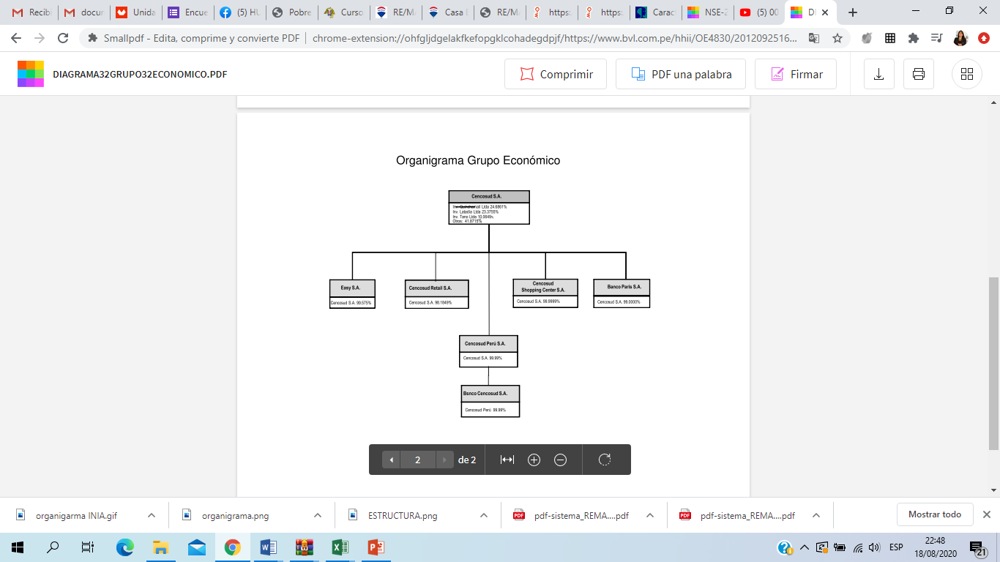 Recibi
docur
Unida
Encue
(5) HU
Pobre
Curso
RE/MA
Casa E
RE/MA
https:
https:
Carac
NSE-2
(5) 00
DI
Smallpdf - Edita, comprime y convierte PDF | chrome-extension://ohfgljdgelakfkefopgklcohadegdpjf/https://www.bvl.com.pe/hhii/OE4830/2012092516...
DIAGRAMA32GRUPO32ECONOMICO.PDF
Comprimir
PDF una palabra
Firmar
Organigrama Grupo Económico
Cencosud S.A.
Inv. Quinchamali Ltda 24.6861%
Inv. Latadia Ltda 23.3755%
Inv. Tano Ltda 10.0649%
Otros: 41.8715%
Easy S.A.
Cencosud S.A. 99.575%
Cencosud Retail S.A.
Cencosud S.A. 98.1849%
Cencosud
Shopping Center S.A.
Cencosud S.A. 99.9999%
Banco Paris S.A.
Cencosud S.A. 99.0000%
Cencosud Perú S.A.
Cencosud S.A. 99.99%
Bsnco Cencosud S.A.
Cencosud Perú 99.99%
2
de 2
organigarma INIA.gif
organigrama.png
ESTRUCTURA.png
pdf-sistema_REMA....pdf
pdf-sistema_REMA....pdf
Mostrar todo
ESP
22:48
18/08/2020
21